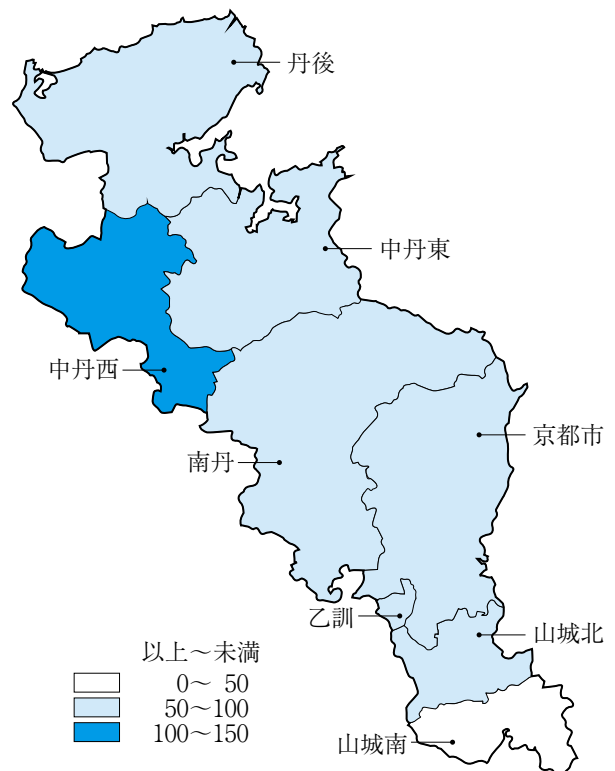 丹後
中丹東
中丹西
京都市
南丹
乙訓
山城北
以上～未満
0～ 50
50～100
100～150
山城南